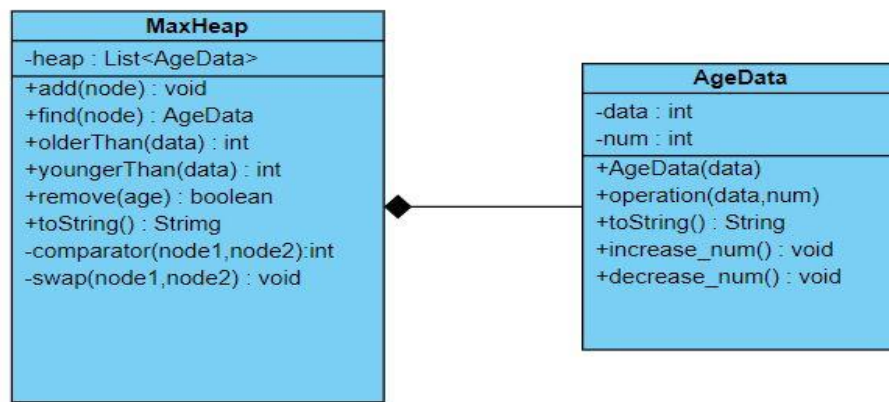 MaxHeap
-heap : List<AgeData>
+add(node) : void
+find(node) : AgeData
+olderThan(data) : int
+youngerThan(data) : int
+remove(age) : boolean
+toString() : Strimg
-comparator(node1,node2):int
-swap(node1,node2) : void
AgeData
-data : int
-num : int
+AgeData(data)
+operation(data,num)
+toString() : String
+increase_num() : void
+decrease_num() : void